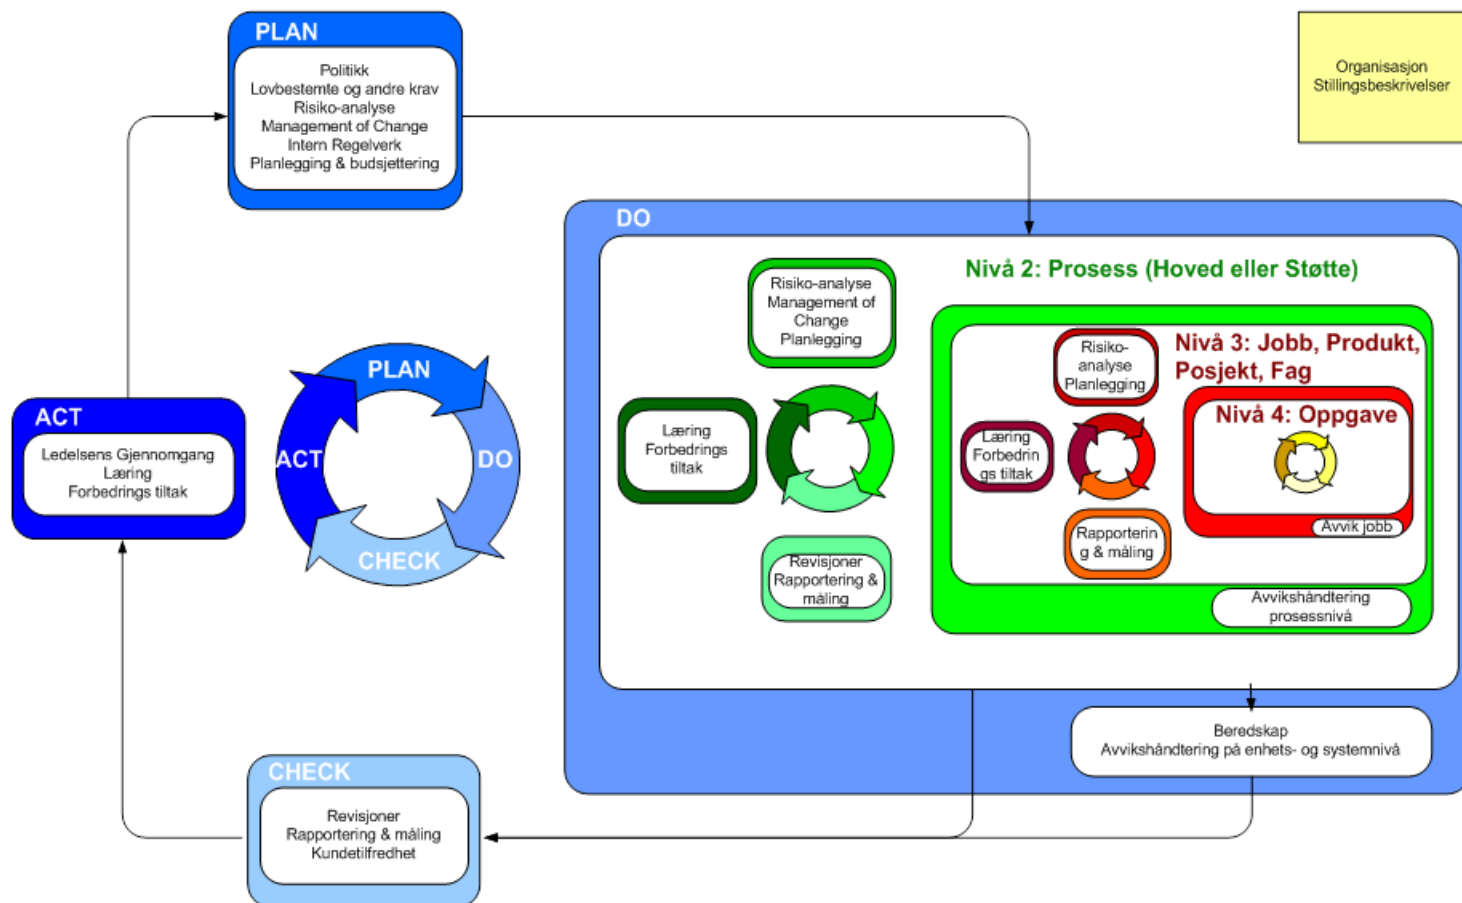 PLAN
Politikk
Lovbestemte og andre krav
Risiko-analyse
Management of Change
Intern Regelverk
Planlegging & budsjettering
Organisasjon
Stillingsbeskrivelser
DO
Nivå 2: Prosess (Hoved eller Støtte)
Risiko-analyse
Management of
Change
Planlegging
Læring
Forbedrings
tiltak
Revisjoner
Rapportering &
måling
Nivå 3: Jobb, Produkt,
Posjekt, Fag
Risiko-
analyse
Planlegging
Læring
Forbedrin
gs tiltak
Rapporterin
g & måling
Nivå 4: Oppgave
Avvik jobb
Avvikshåndtering
prosessnivå
Beredskap
Avvikshåndtering på enhets- og systemnivå
PLAN
DO
CHECK
ACT
ACT
Ledelsens Gjennomgang
Læring
Forbedrings tiltak
CHECK
Revisjoner
Rapportering & måling
Kundetilfredhet